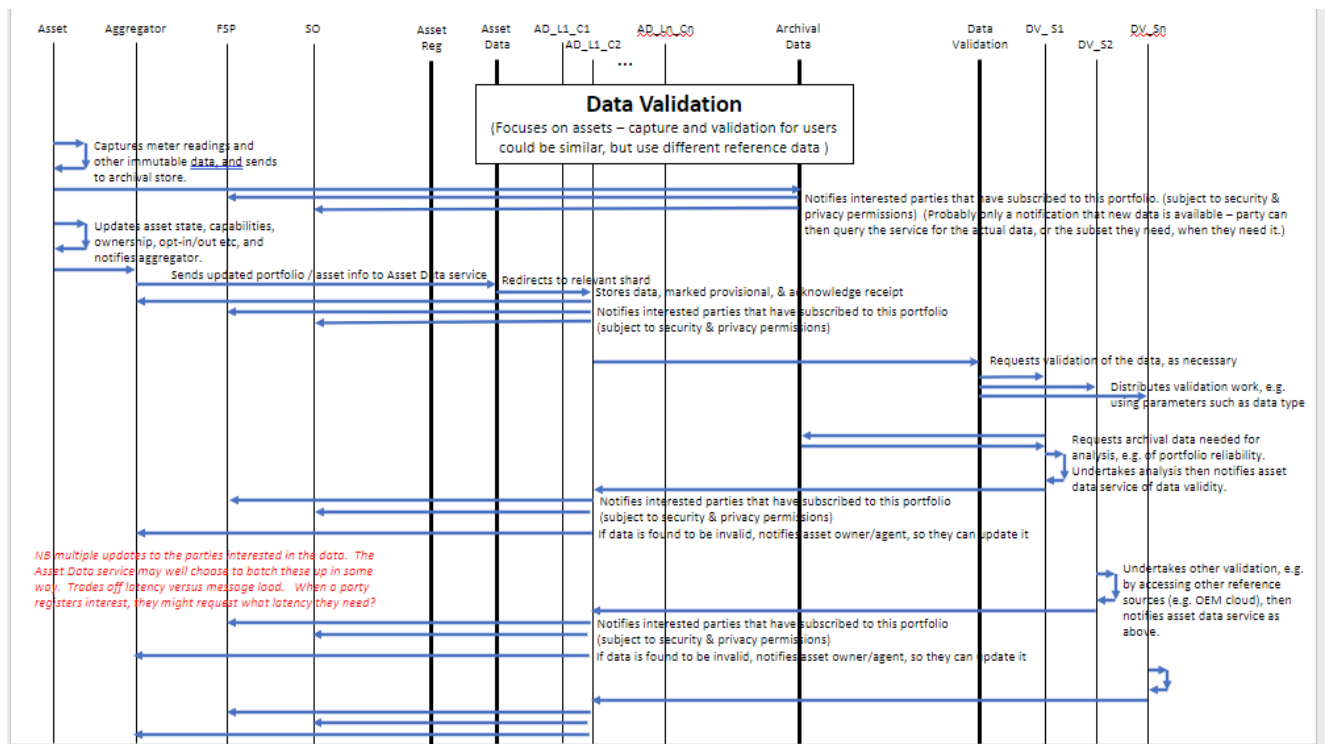 Asset
Aggregator
FSP
SO
Asset
Reg
Asset
Data
AD_L1_C1
AD_L1_C2
...
AD_Ln_Cn
Archival
Data
Data
Validation
DV_ S1
DV_S2
DV_Sn
Data Validation
(Focuses on assets – capture and validation for users
could be similar, but use different reference data )
Captures meter readings and
other immutable data, and sends
to archival store.
Notifies interested parties that have subscribed to this portfolio. (subject to security &
privacy permissions) (Probably only a notification that new data is available – party can
then query the service for the actual data, or the subset they need, when they need it.)
Updates asset state, capabilities,
ownership, opt-in/out etc, and
notifies aggregator.
Sends updated portfolio / asset info to Asset Data service
Redirects to relevant shard
Stores data, marked provisional, & acknowledge receipt
Notifies interested parties that have subscribed to this portfolio
(subject to security & privacy permissions)
Requests validation of the data, as necessary
Distributes validation work, e.g.
using parameters such as data type
Requests archival data needed for
analysis, e.g. of portfolio reliability.
Undertakes analysis then notifies asset
data service of data validity.
Notifies interested parties that have subscribed to this portfolio
(subject to security & privacy permissions)
If data is found to be invalid, notifies asset owner/agent, so they can update it
NB multiple updates to the parties interested in the data. The
Asset Data service may well choose to batch these up in some
way. Trades off latency versus message load. When a party
registers interest, they might request what latency they need?
Undertakes other validation, e.g.
by accessing other reference
sources (e.g. OEM cloud), then
notifies asset data service as
above.
Notifies interested parties that have subscribed to this portfolio
(subject to security & privacy permissions)
If data is found to be invalid, notifies asset owner/agent, so they can update it